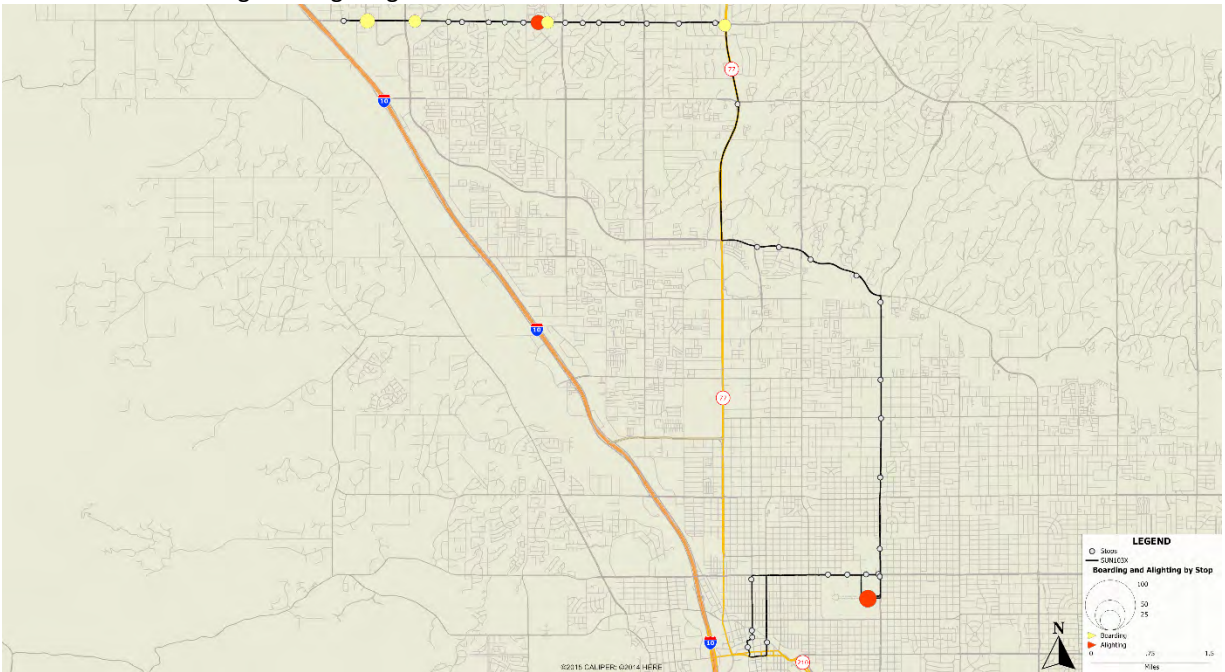 77
10
10
77
LEGEND
Stops
SUN103X
Boarding and Alighting by Stop
100
50
25
Boarding
Alighting
0 .75 1.5
Miles
N
10
210
©2015 CALIPER; ©2014 HERE